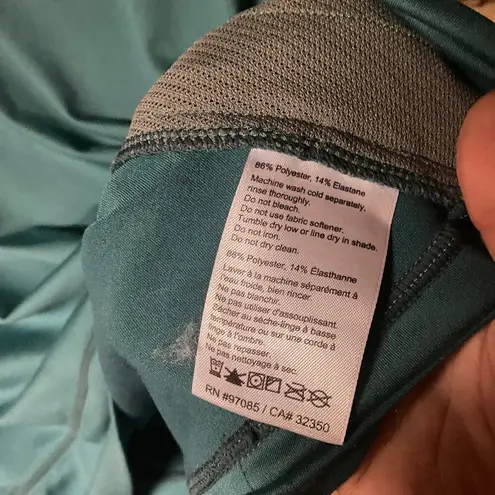 86% Polyester, 14% Elastane
Machine wash cold separately,
rinse thoroughly.
Do not bleach.
Do not use fabric softener.
Tumble dry low or line dry in shade.
Do not iron.
Do not dry clean.
86% Polyester, 14% Élasthanne
Laver à la machine séparément à
l'eau froide, bien rincer
Ne pas blanchir.
Ne pas utiliser d'assouplissant.
Sécher au sèche-linge à basse
température ou sur une corde à
linge à l'ombre.
Ne pas repasser.
Ne pas nettoyage à sec.
RN #97085 / CA# 32350